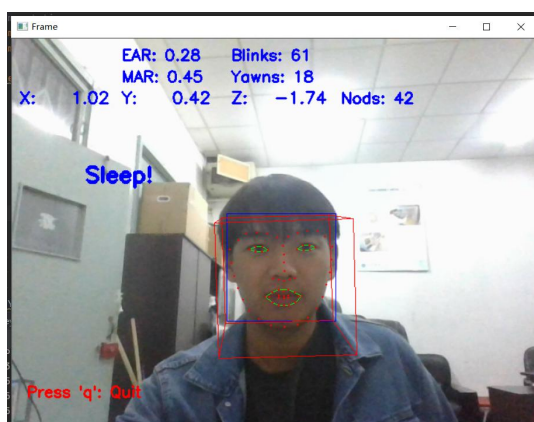 Frame
EAR: 0.28 Blinks: 61
MAR: 0.45 Yawns: 18
X: 1.02 Y: 0.42 Z: -1.74 Nods: 42
Sleep!
Press 'q': Quit